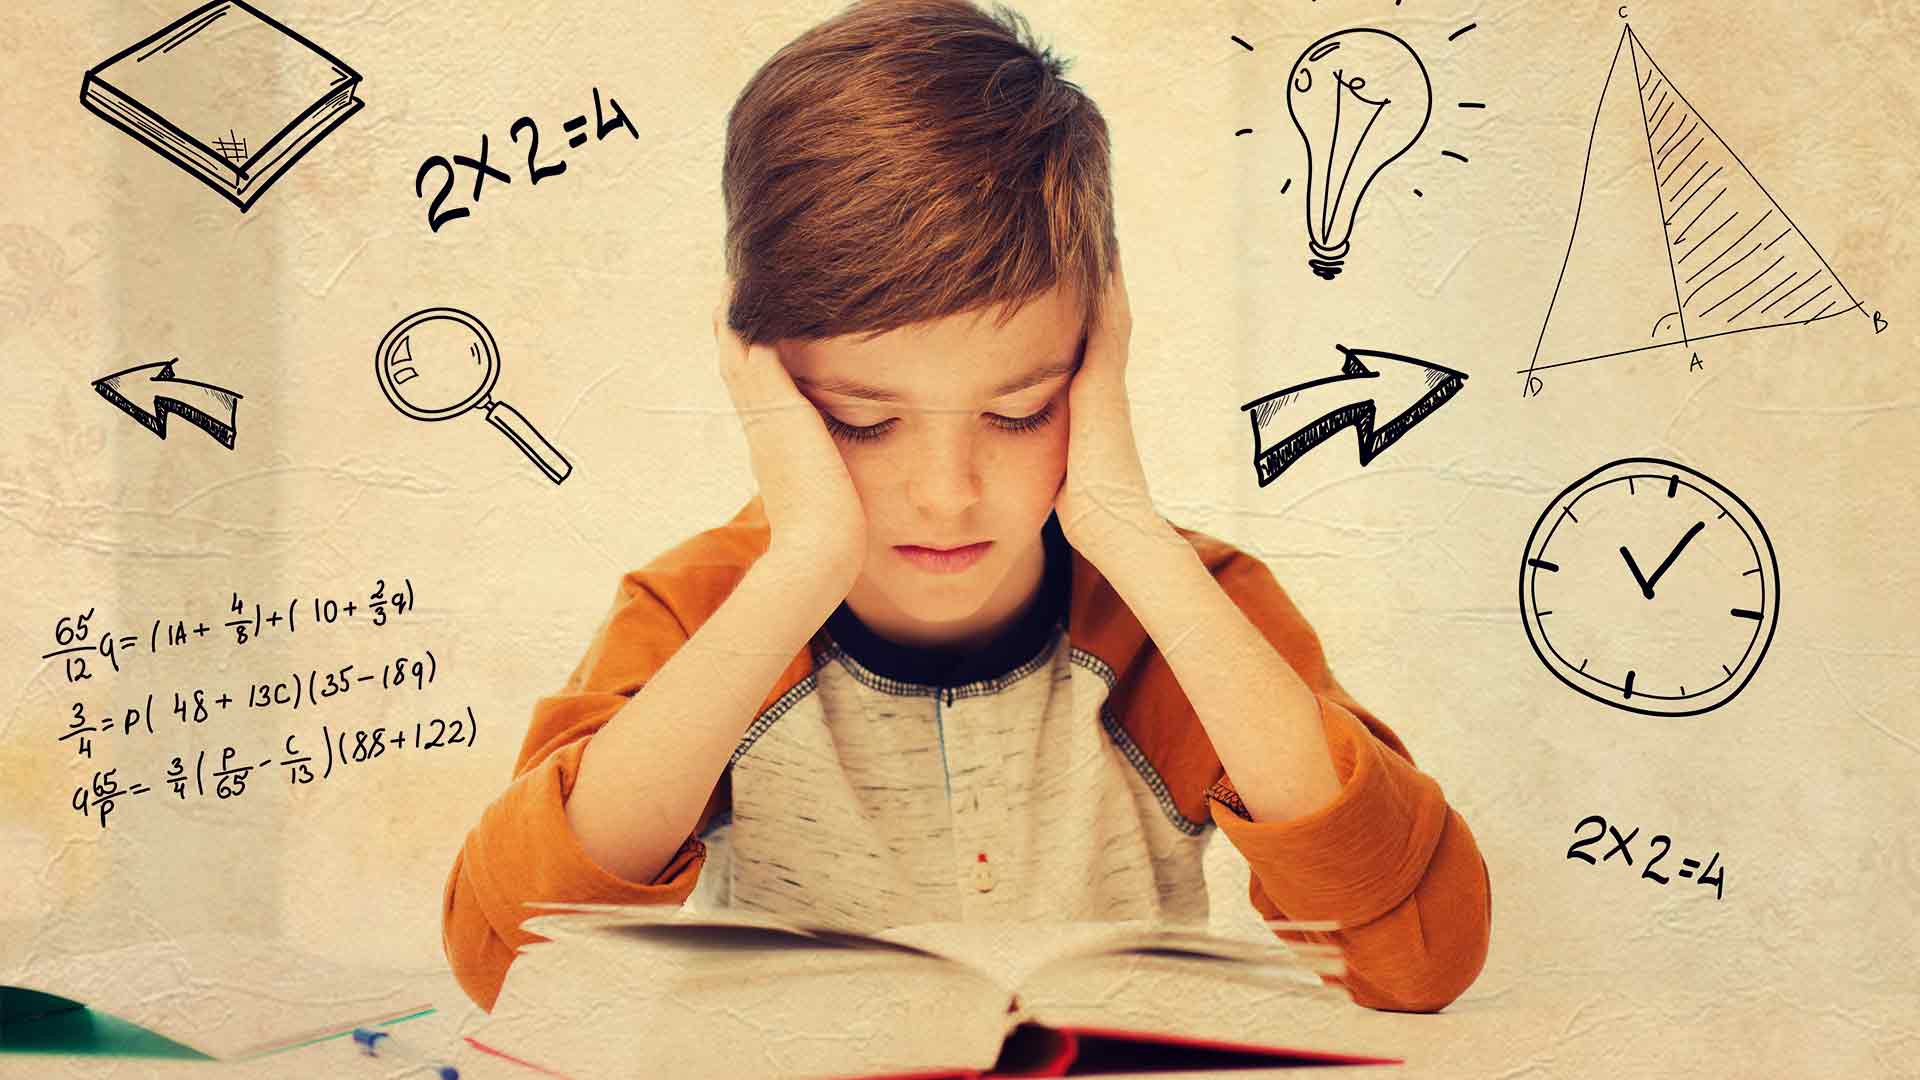 2x2=4
C
B
A
D
65/12 q = (1A + 4/8) + ( 10 + 2/3 q)
3/4 = P( 48 + 13C) (35 - 18q)
q 65/P = 3/4 ( P/65 - C/13 ) (88 + 122)
2x2=4